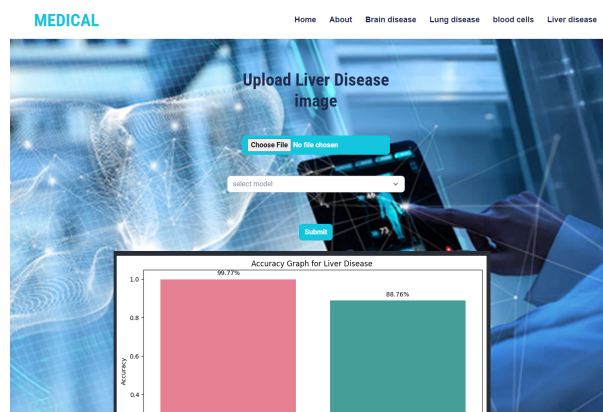 MEDICAL
Home About Brain disease Lung disease blood cells Liver disease
Upload Liver Disease
image
Choose File No file chosen
select model
73
Submit
Accuracy Graph for Liver Disease
99.77%
88.76%
1.0
0.8
0.6
0.4
Accuracy